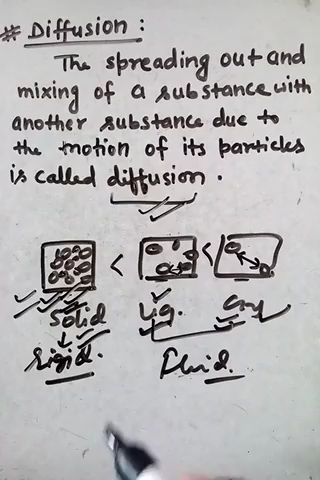 # Diffusion :
The spreading out and
mixing of a substance with
another substance due to
the motion of its particles
is called diffusion.
< <
Solid Liq. Gas
Rigid. Fluid.